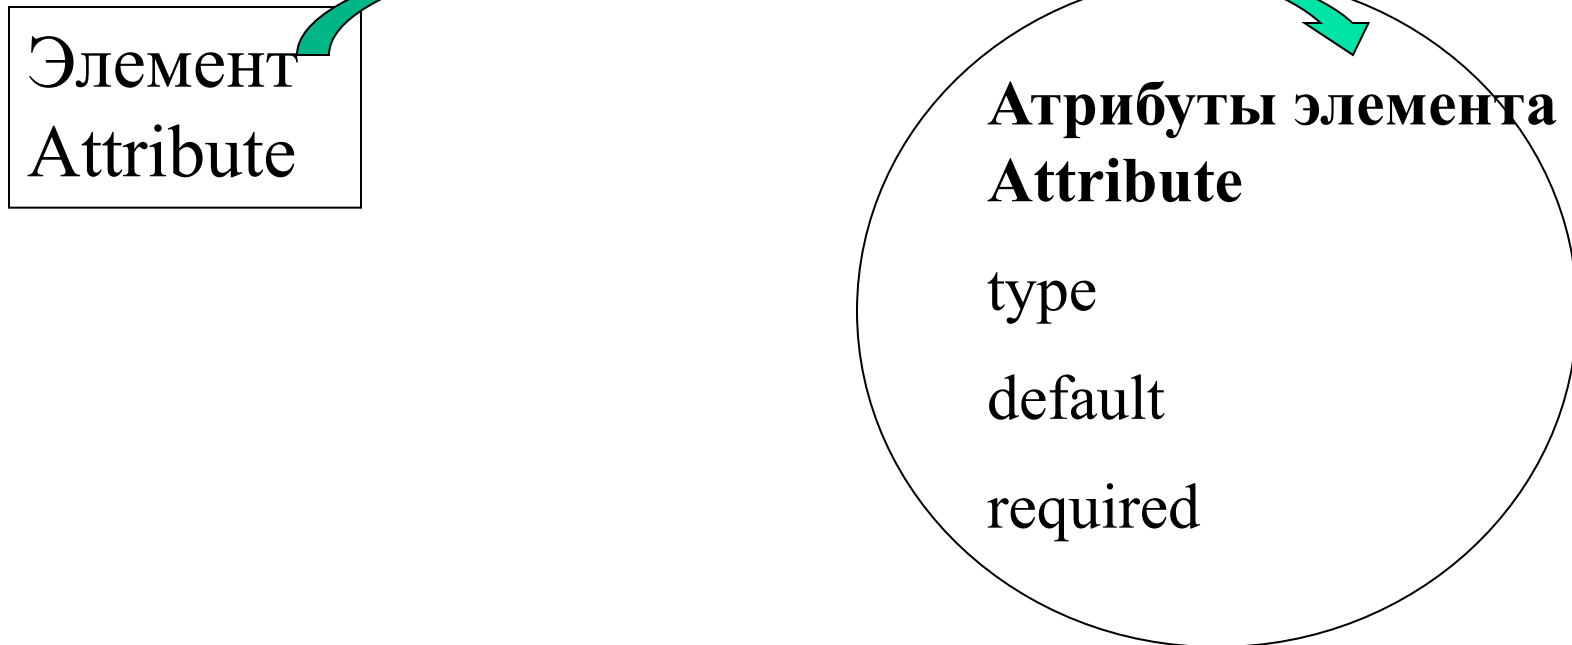 Элемент
Attribute
Атрибуты элемента
Attribute
type
default
required